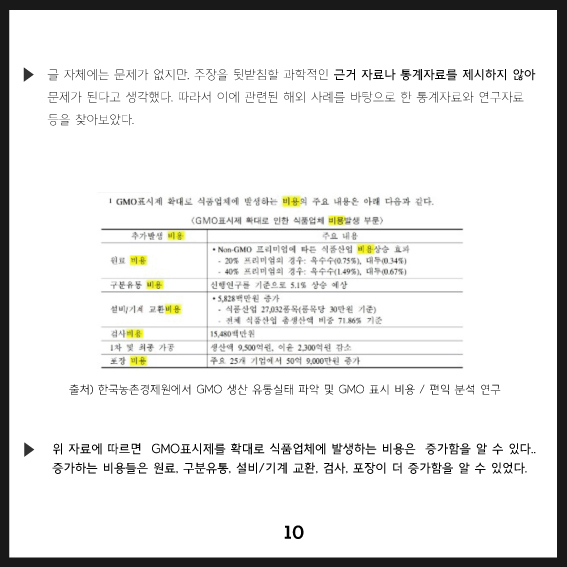 글 자체에는 문제가 없지만, 주장을 뒷받침할 과학적인 근거 자료나 통계자료를 제시하지 않아
문제가 된다고 생각했다. 따라서 이에 관련된 해외 사례를 바탕으로 한 통계자료와 연구자료
등을 찾아보았다.
¹ GMO표시제 확대로 식품업체에 발생하는 비용의 주요 내용은 아래 다음과 같다.
〈GMO표시제 확대로 인한 식품업체 비용발생 부문〉
추가발생 비용 주요 내용
원료 비용
• Non-GMO 프리미엄에 따른 식품산업 비용상승 효과
- 20% 프리미엄의 경우: 옥수수(0.75%), 대두(0.34%)
- 40% 프리미엄의 경우: 옥수수(1.49%), 대두(0.67%)
구분유통 비용 선행연구들 기준으로 5.1% 상승 예상
설비/기계 교환비용
• 5,828백만원 증가
- 식품산업 27,032품목(품목당 30만원 기준)
- 전체 식품산업 총생산액 비중 71.86% 기준
검사비용 15,480백만원
1차 및 최종 가공 생산액 9,500억원, 이윤 2,300억원 감소
포장 비용 주요 25개 기업에서 50억 9,000만원 증가
출처) 한국농촌경제원에서 GMO 생산 유통실태 파악 및 GMO 표시 비용 / 편익 분석 연구
위 자료에 따르면 GMO표시제를 확대로 식품업체에 발생하는 비용은 증가함을 알 수 있다..
증가하는 비용들은 원료, 구분유통, 설비/기계 교환, 검사, 포장이 더 증가함을 알 수 있었다.
10